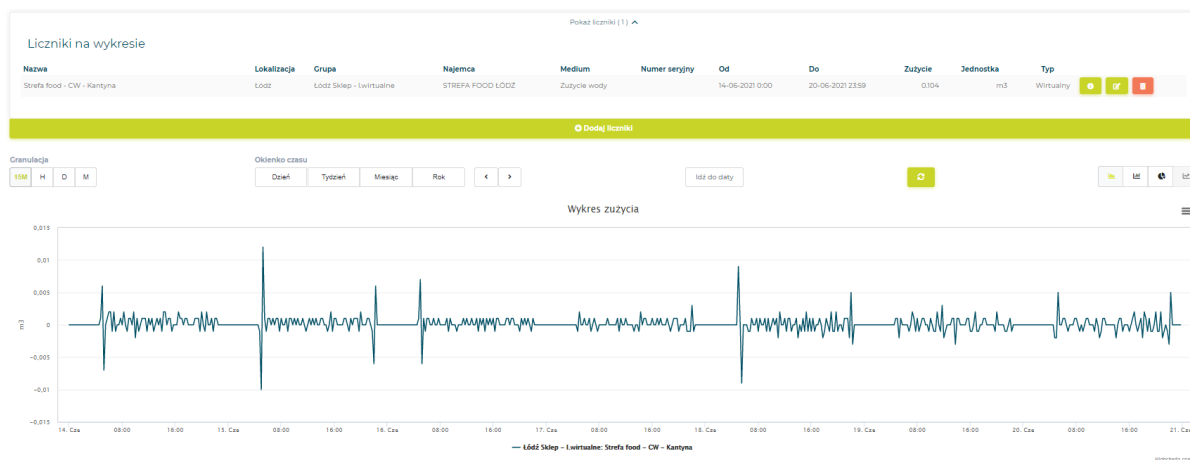 Pokaż liczniki ( 1 )
Liczniki na wykresie
Nazwa Lokalizacja Grupa Najemca Medium Numer seryjny Od Do Zużycie Jednostka Typ
Strefa food - CW - Kantyna Łódź Łódź Sklep - l.wirtualne STREFA FOOD ŁÓDŹ Zużycie wody 14-06-2021 0:00 20-06-2021 23:59 0.104 m3 Wirtualny
Dodaj liczniki
Granulacja Okienko czasu
15M H D M Dzień Tydzień Miesiąc Rok Idź do daty
Wykres zużycia
0,015
0,01
0,005
0
-0,005
-0,01
-0,015
m3
14. Cze 08:00 16:00 15. Cze 08:00 16:00 16. Cze 08:00 16:00 17. Cze 08:00 16:00 18. Cze 08:00 16:00 19. Cze 08:00 16:00 20. Cze 08:00 16:00 21. Cze
Łódź Sklep - l.wirtualne: Strefa food - CW - Kantyna